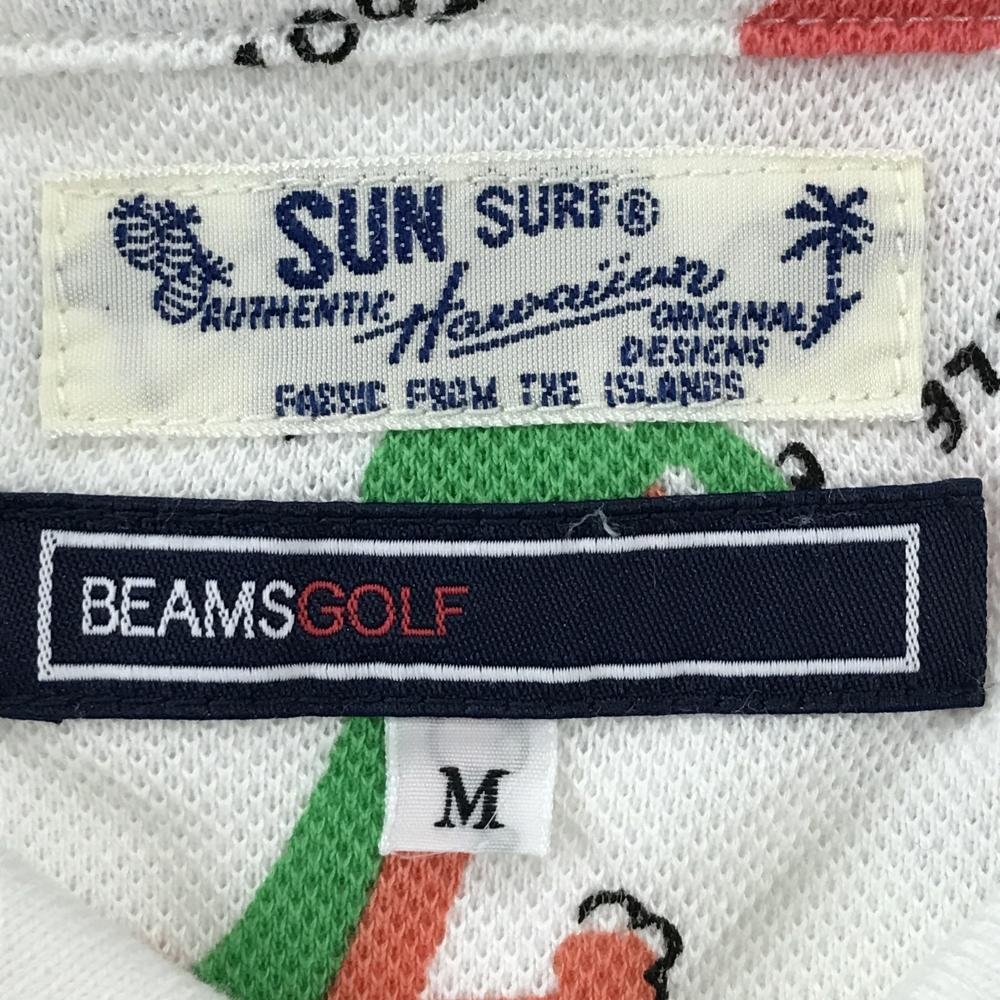 SUN SURF®
AUTHENTIC Hawaiian ORIGINAL
DESIGNS
FABRIC FROM THE ISLANDS
BEAMSGOLF
M